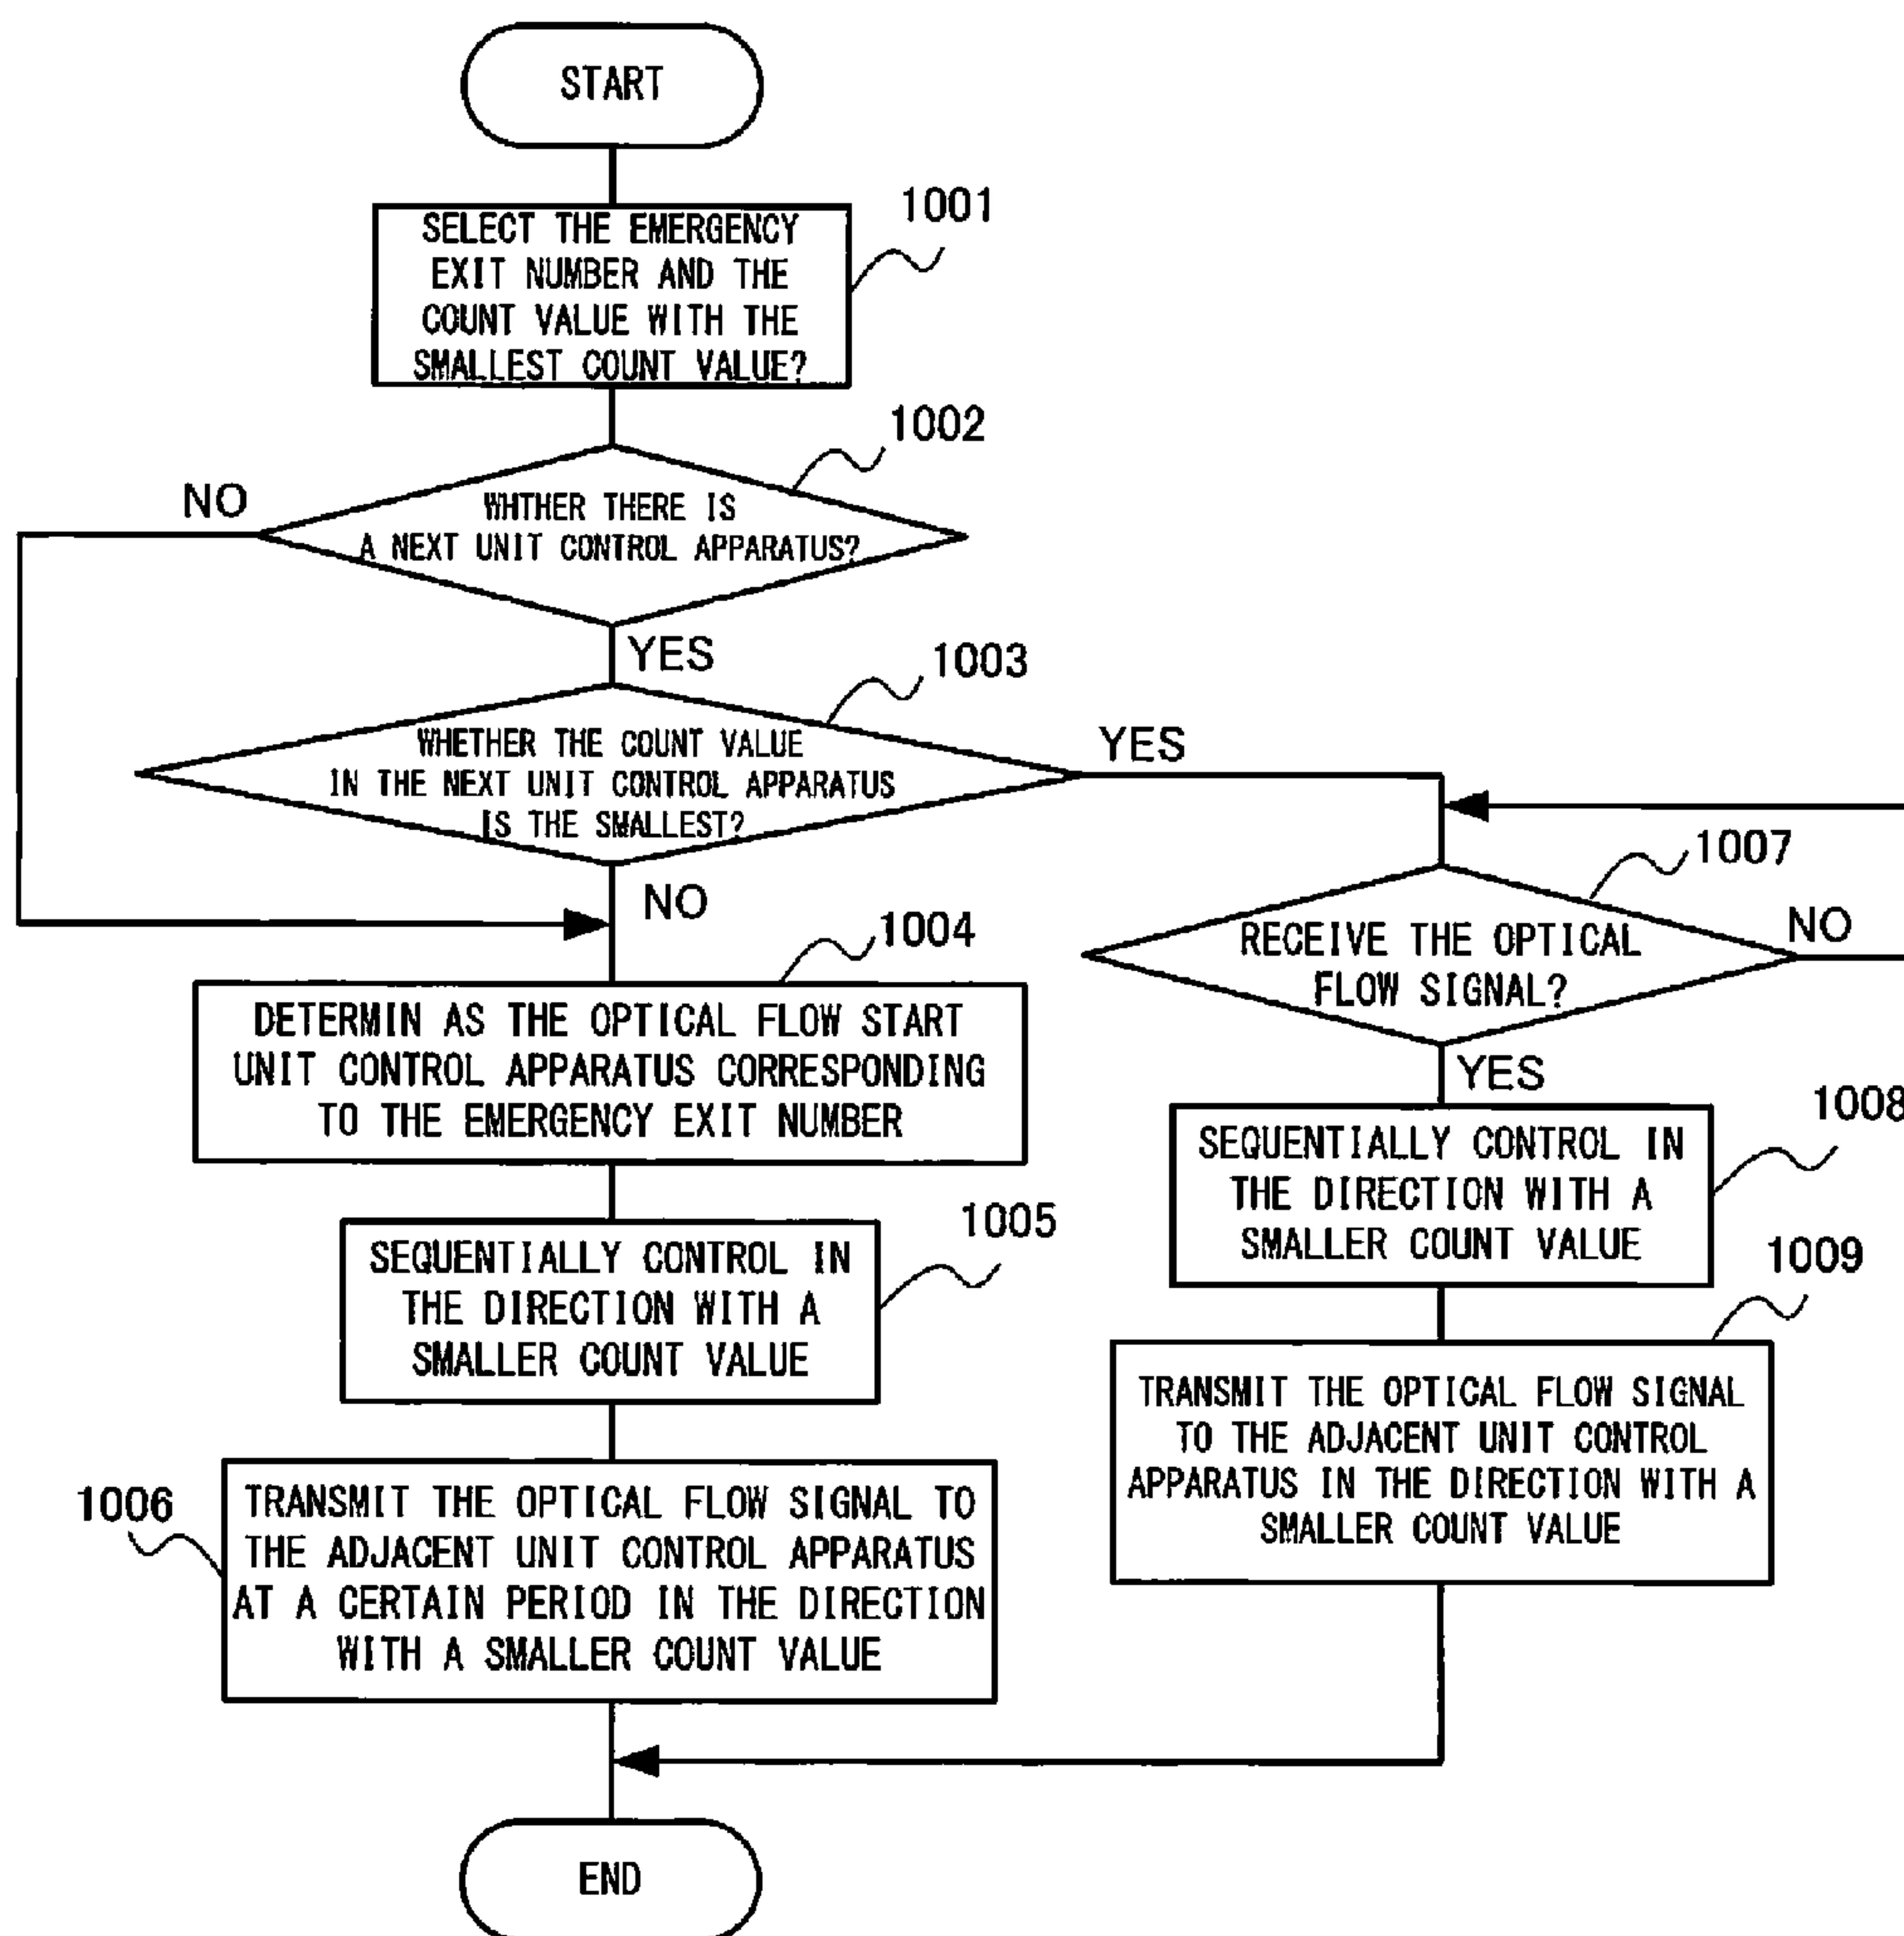 START
1001
SELECT THE EMERGENCY
EXIT NUMBER AND THE
COUNT VALUE WITH THE
SMALLEST COUNT VALUE?
1002
NO
WHTHER THERE IS
A NEXT UNIT CONTROL APPARATUS?
YES
1003
WHETHER THE COUNT VALUE
IN THE NEXT UNIT CONTROL APPARATUS
IS THE SMALLEST?
YES
NO
1004
DETERMIN AS THE OPTICAL FLOW START
UNIT CONTROL APPARATUS CORRESPONDING
TO THE EMERGENCY EXIT NUMBER
1005
SEQUENTIALLY CONTROL IN
THE DIRECTION WITH A
SMALLER COUNT VALUE
1006
TRANSMIT THE OPTICAL FLOW SIGNAL TO
THE ADJACENT UNIT CONTROL APPARATUS
AT A CERTAIN PERIOD IN THE DIRECTION
WITH A SMALLER COUNT VALUE
1007
RECEIVE THE OPTICAL
FLOW SIGNAL?
NO
YES
1008
SEQUENTIALLY CONTROL IN
THE DIRECTION WITH A
SMALLER COUNT VALUE
1009
TRANSMIT THE OPTICAL FLOW SIGNAL
TO THE ADJACENT UNIT CONTROL
APPARATUS IN THE DIRECTION WITH A
SMALLER COUNT VALUE
END